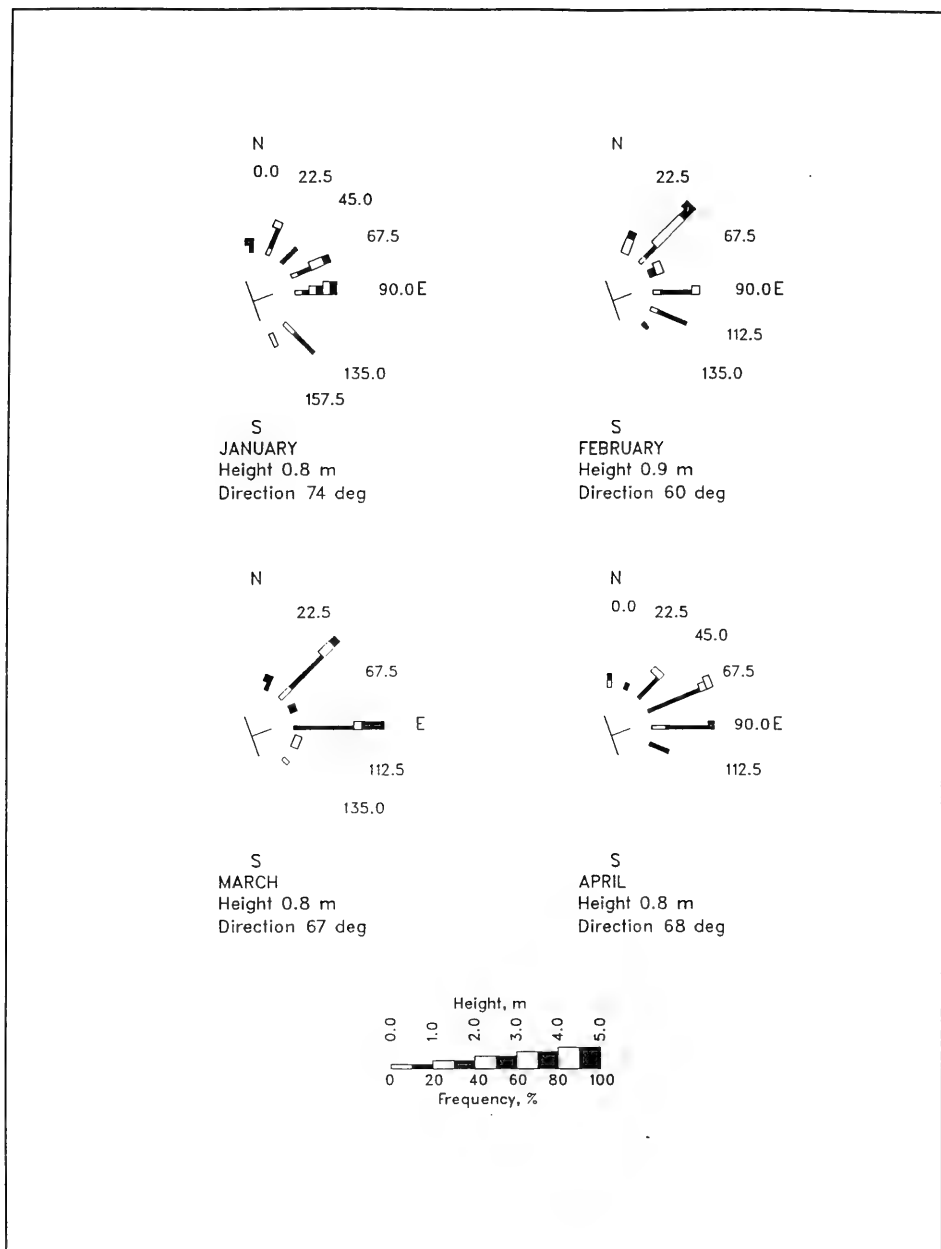 N
0.0 22.5
45.0
67.5
90.0 E
135.0
157.5
S
JANUARY
Height 0.8 m
Direction 74 deg
N
22.5
67.5
90.0 E
112.5
135.0
S
FEBRUARY
Height 0.9 m
Direction 60 deg
N
22.5
67.5
E
112.5
135.0
S
MARCH
Height 0.8 m
Direction 67 deg
N
0.0 22.5
45.0
67.5
90.0 E
112.5
S
APRIL
Height 0.8 m
Direction 68 deg
Height, m
0.0 1.0 2.0 3.0 4.0 5.0
0 20 40 60 80 100
Frequency, %